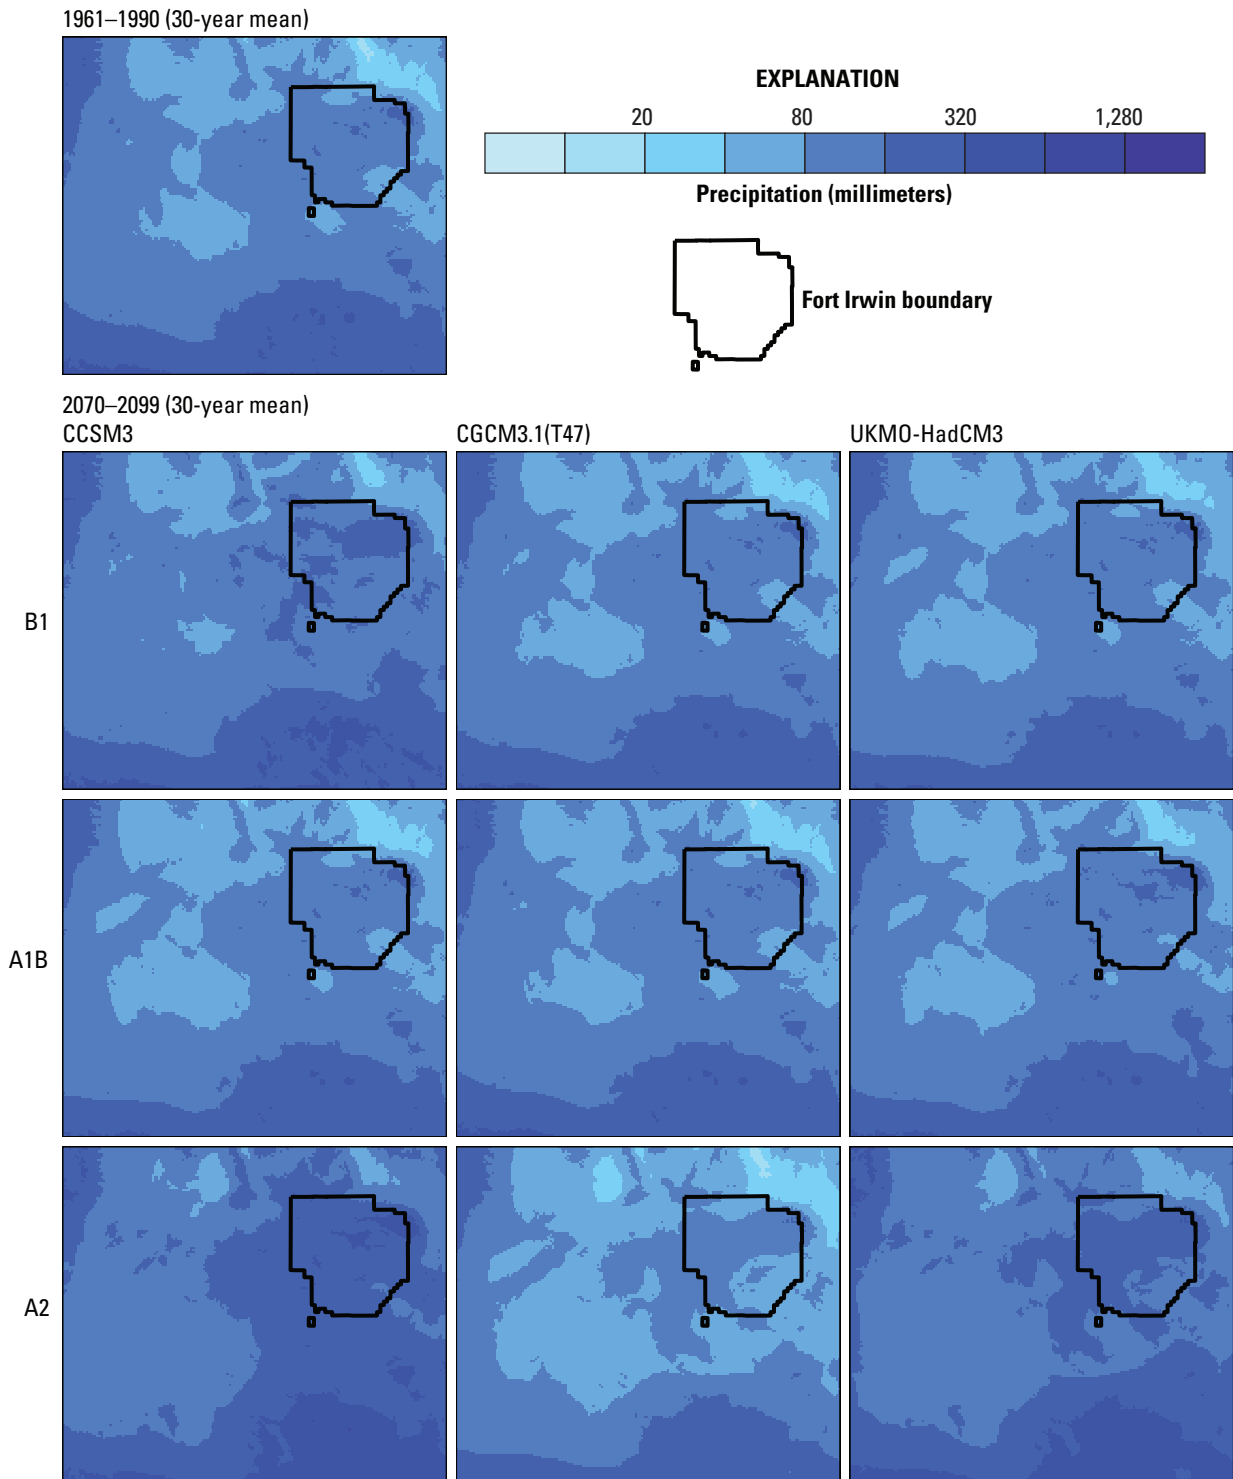 1961–1990 (30-year mean)
EXPLANATION
20 80 320 1,280
Precipitation (millimeters)
Fort Irwin boundary
2070–2099 (30-year mean)
CCSM3 CGCM3.1(T47) UKMO-HadCM3
B1
A1B
A2